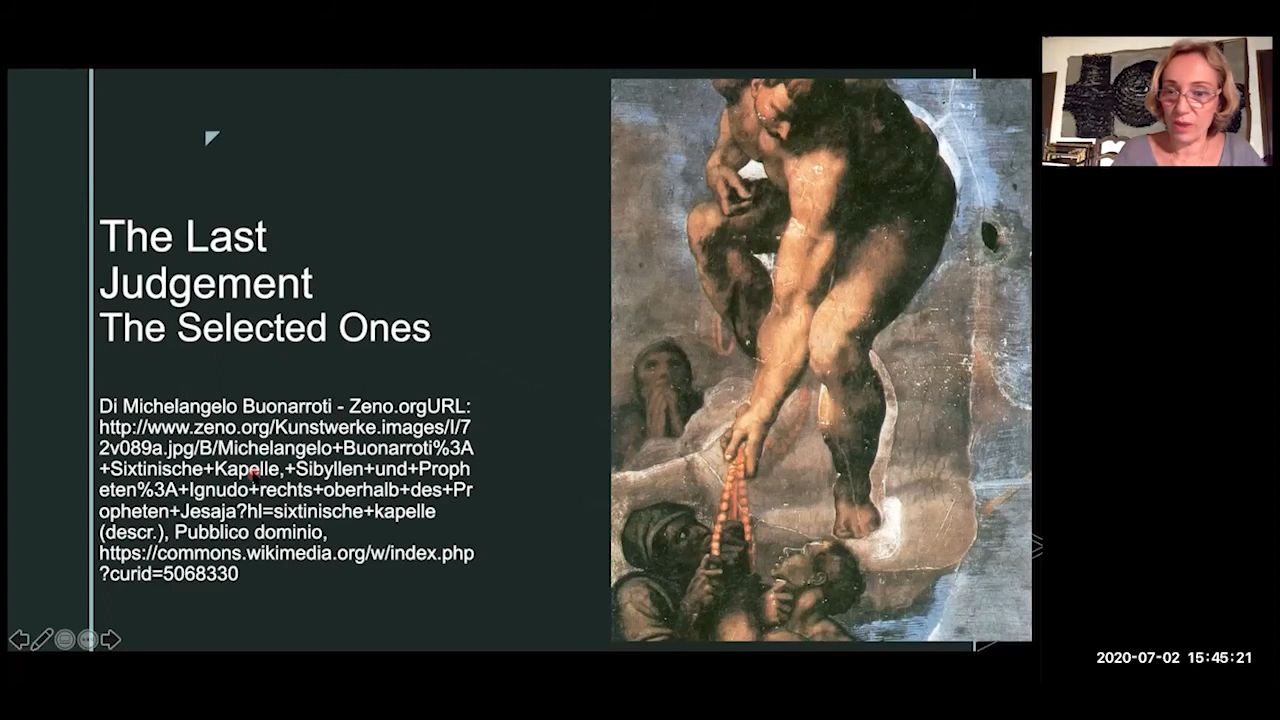 The Last
Judgement
The Selected Ones
Di Michelangelo Buonarroti - Zeno.orgURL:
http://www.zeno.org/Kunstwerke.images/I/7
2v089a.jpg/B/Michelangelo+Buonarroti%3A
+Sixtinische+Kapelle,+Sibyllen+und+Proph
eten%3A+Ignudo+rechts+oberhalb+des+Pr
opheten+Jesaja?hl=sixtinische+kapelle
(descr.), Pubblico dominio,
https://commons.wikimedia.org/w/index.php
?curid=5068330
2020-07-02 15:45:21